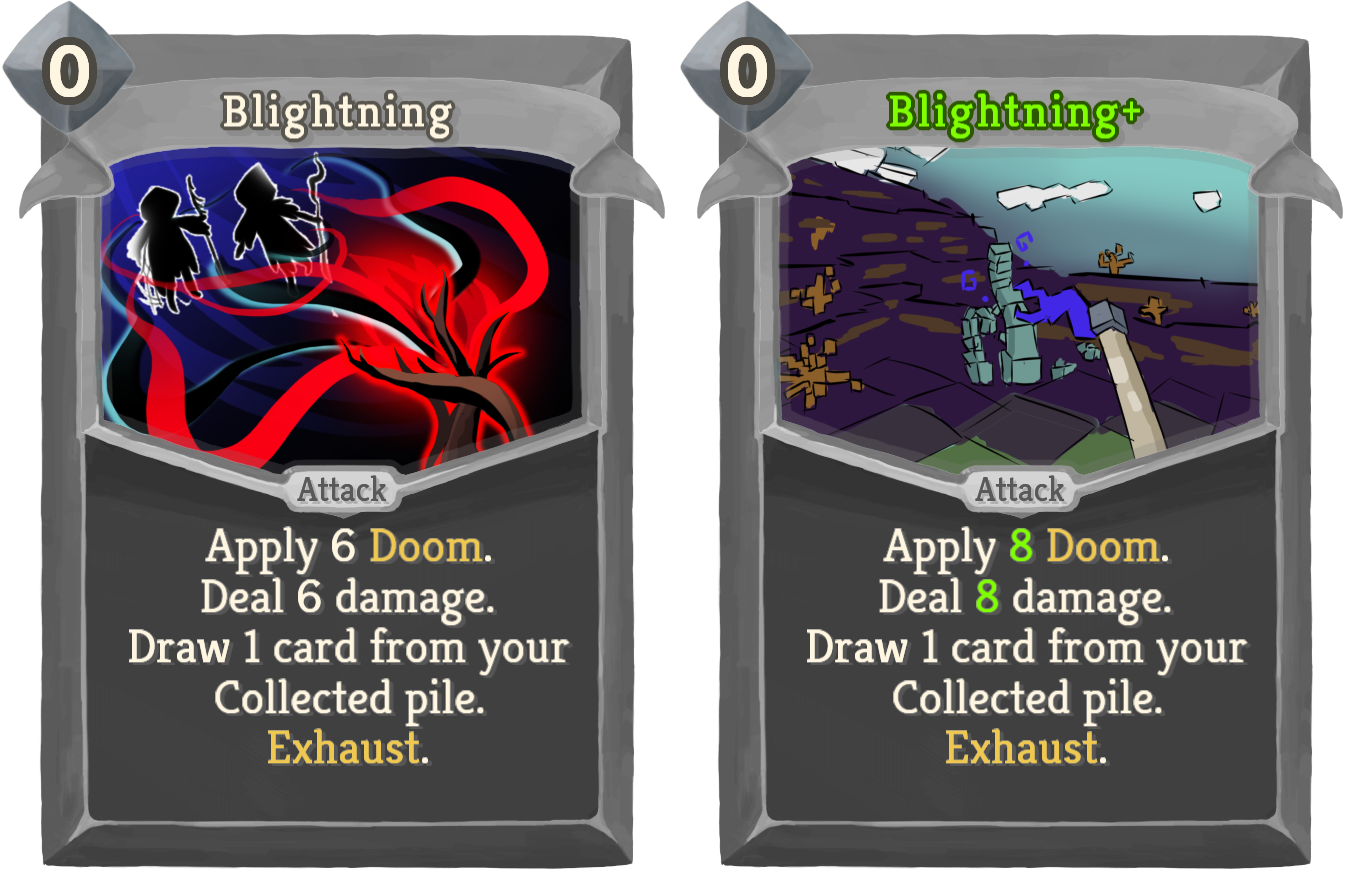 0
Blightning
Attack
Apply 6 Doom.
Deal 6 damage.
Draw 1 card from your
Collected pile.
Exhaust.
0
Blightning+
G
G
Attack
Apply 8 Doom.
Deal 8 damage.
Draw 1 card from your
Collected pile.
Exhaust.